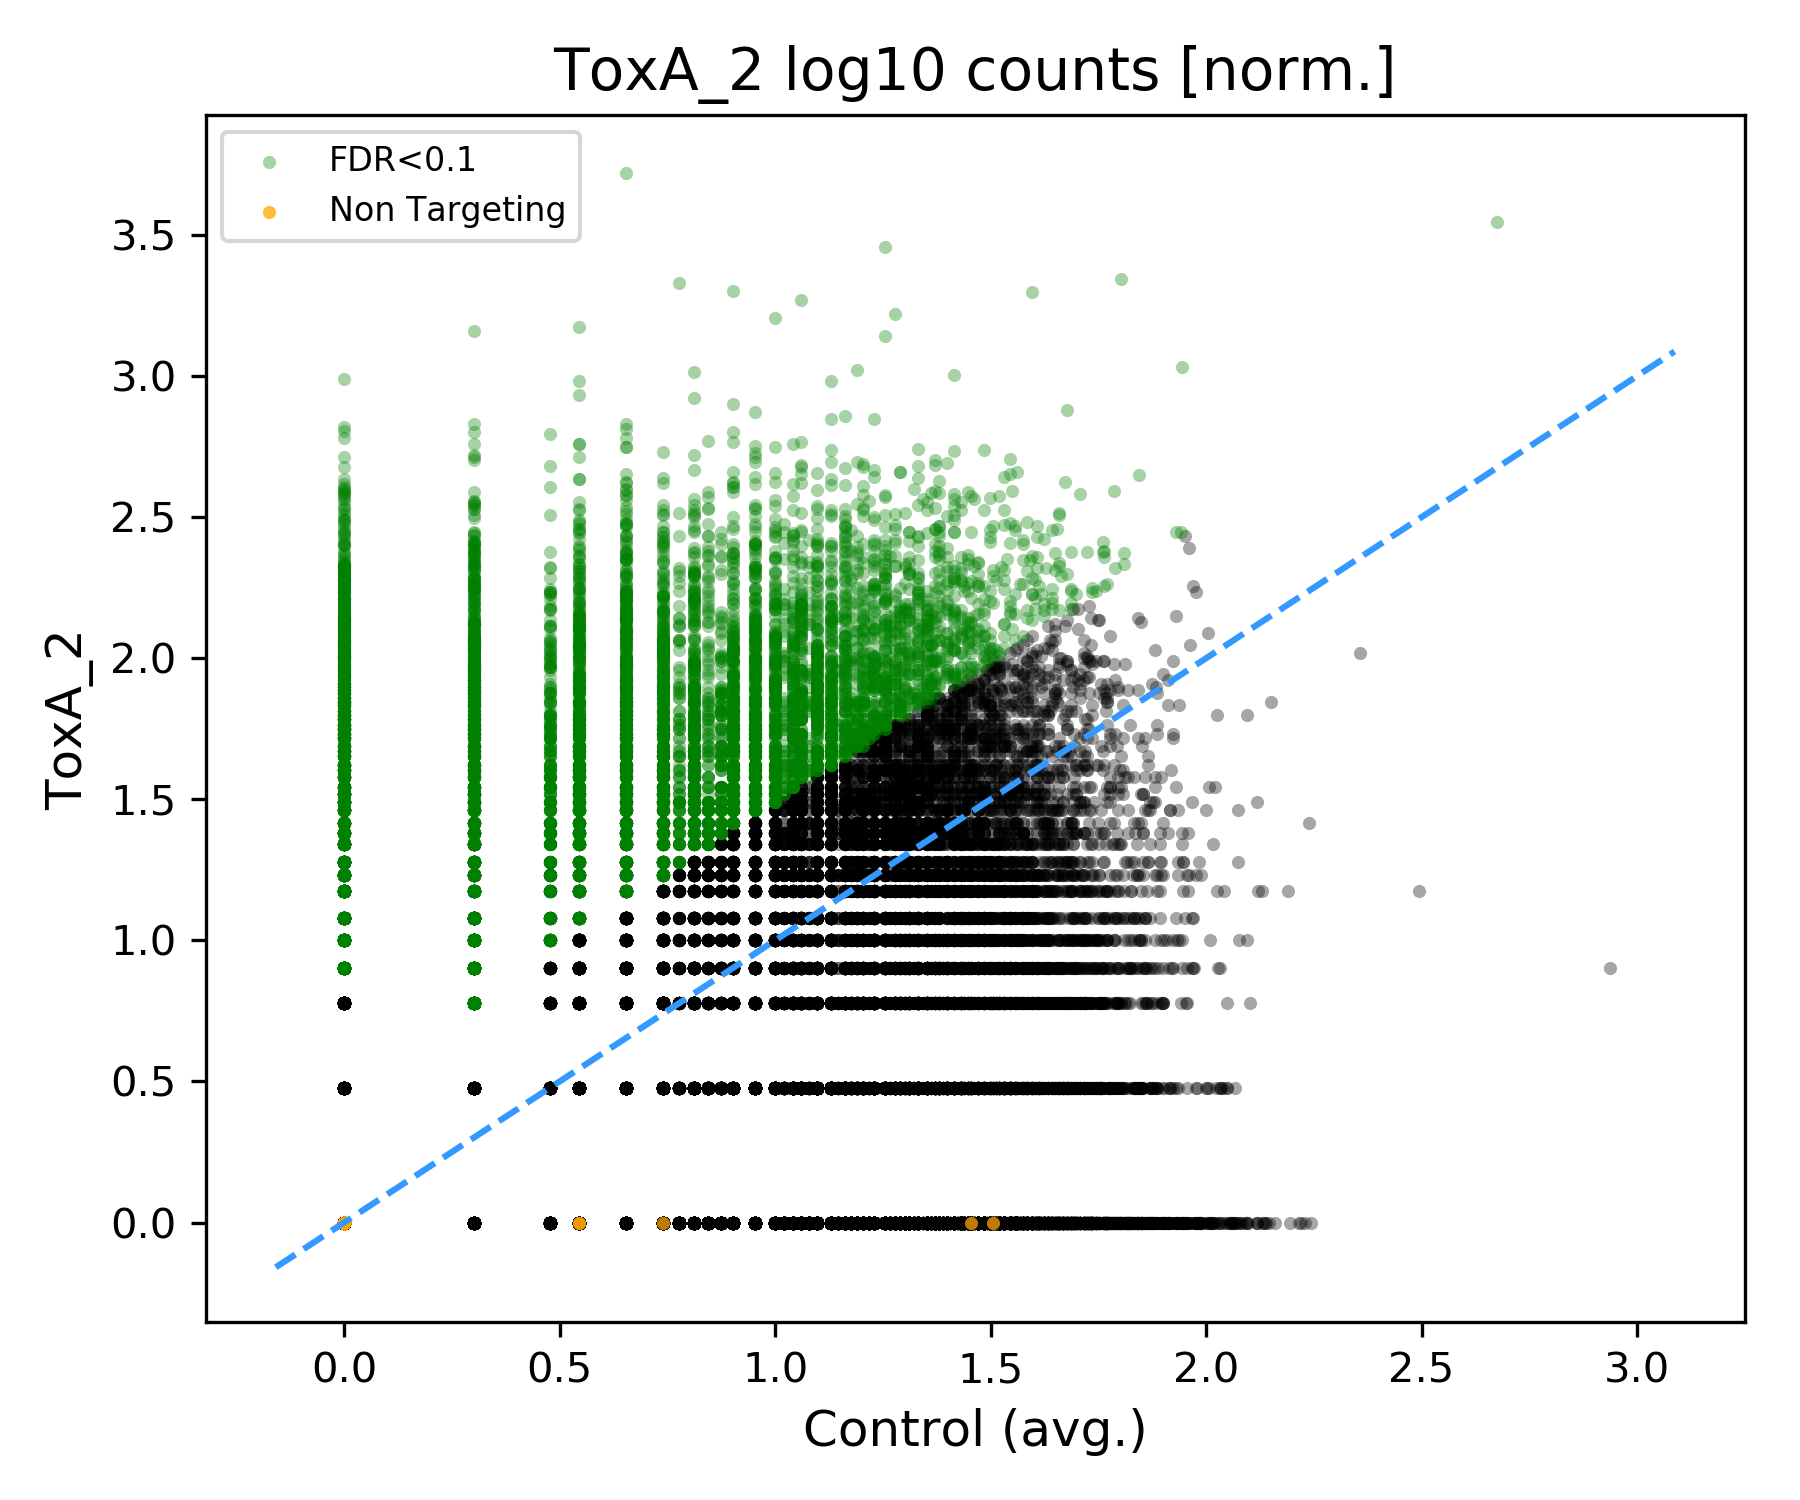 ToxA_2 log10 counts [norm.]
FDR<0.1
Non Targeting
3.5
3.0
2.5
2.0
1.5
1.0
0.5
0.0
ToxA_2
0.0 0.5 1.0 1.5 2.0 2.5 3.0
Control (avg.)